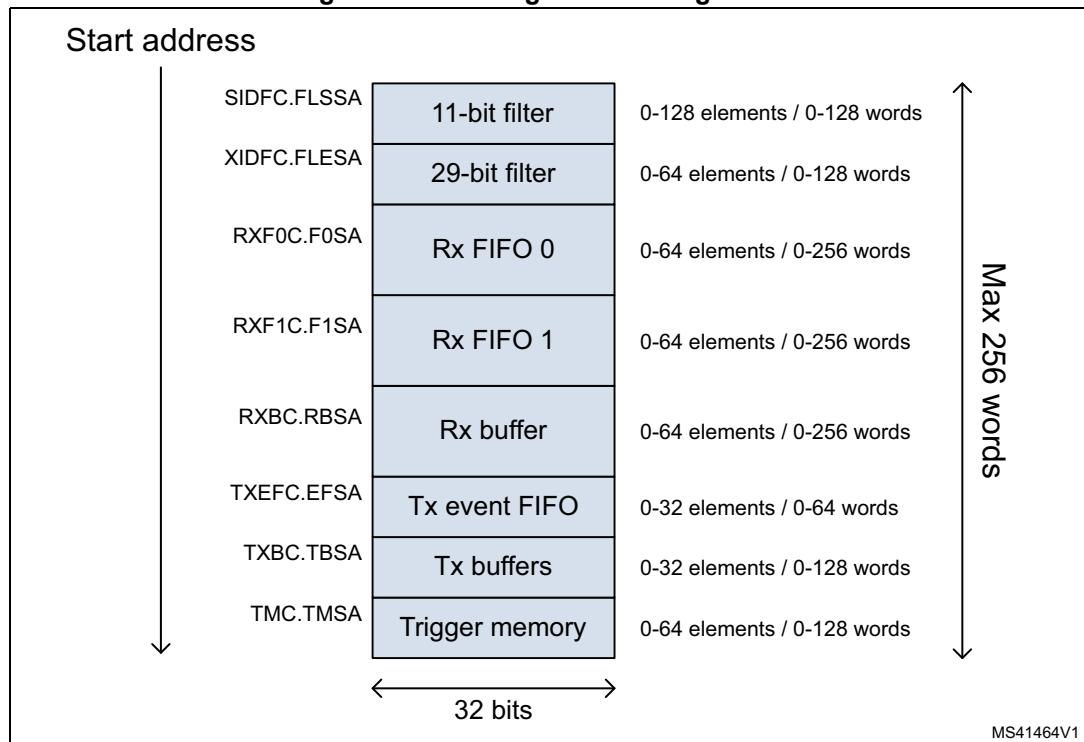 Start address
SIDFC.FLSSA
11-bit filter
0-128 elements / 0-128 words
XIDFC.FLESA
29-bit filter
0-64 elements / 0-128 words
RXF0C.F0SA
Rx FIFO 0
0-64 elements / 0-256 words
RXF1C.F1SA
Rx FIFO 1
0-64 elements / 0-256 words
RXBC.RBSA
Rx buffer
0-64 elements / 0-256 words
TXEFC.EFSA
Tx event FIFO
0-32 elements / 0-64 words
TXBC.TBSA
Tx buffers
0-32 elements / 0-128 words
TMC.TMSA
Trigger memory
0-64 elements / 0-128 words
Max 256 words
32 bits
MS41464V1